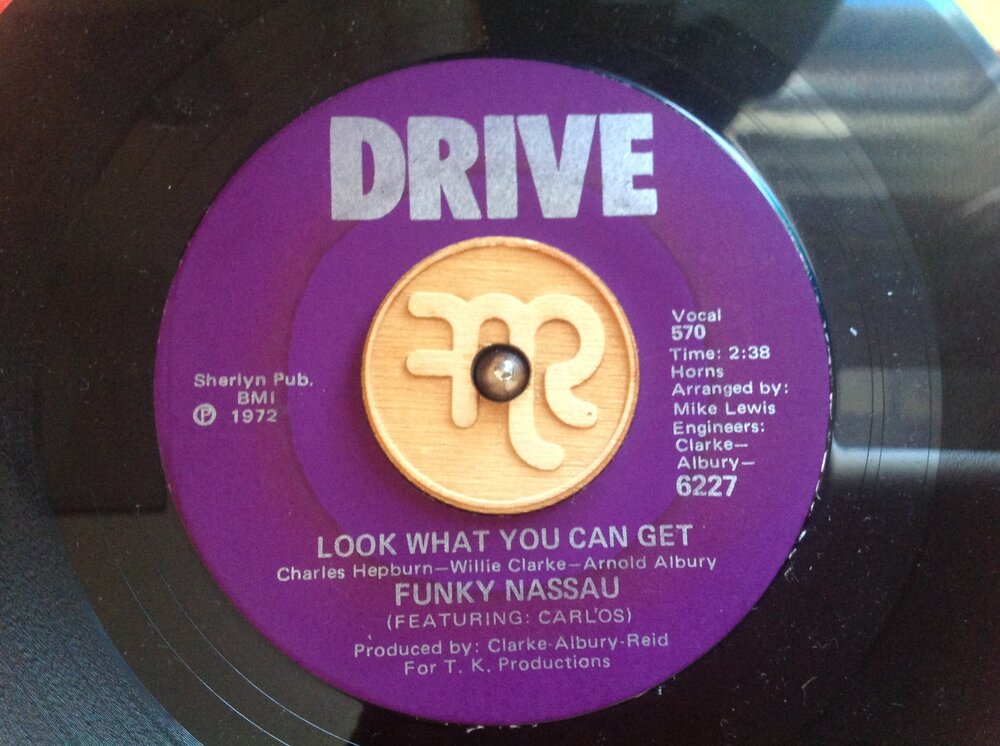 DRIVE
Sherlyn Pub.
BMI
℗ 1972
Vocal
570
Time: 2:38
Horns
Arranged by:
Mike Lewis
Engineers:
Clarke—
Albury—
6227
LOOK WHAT YOU CAN GET
Charles Hepburn—Willie Clarke—Arnold Albury
FUNKY NASSAU
(FEATURING: CARL'OS)
Produced by: Clarke-Albury-Reid
For T. K. Productions